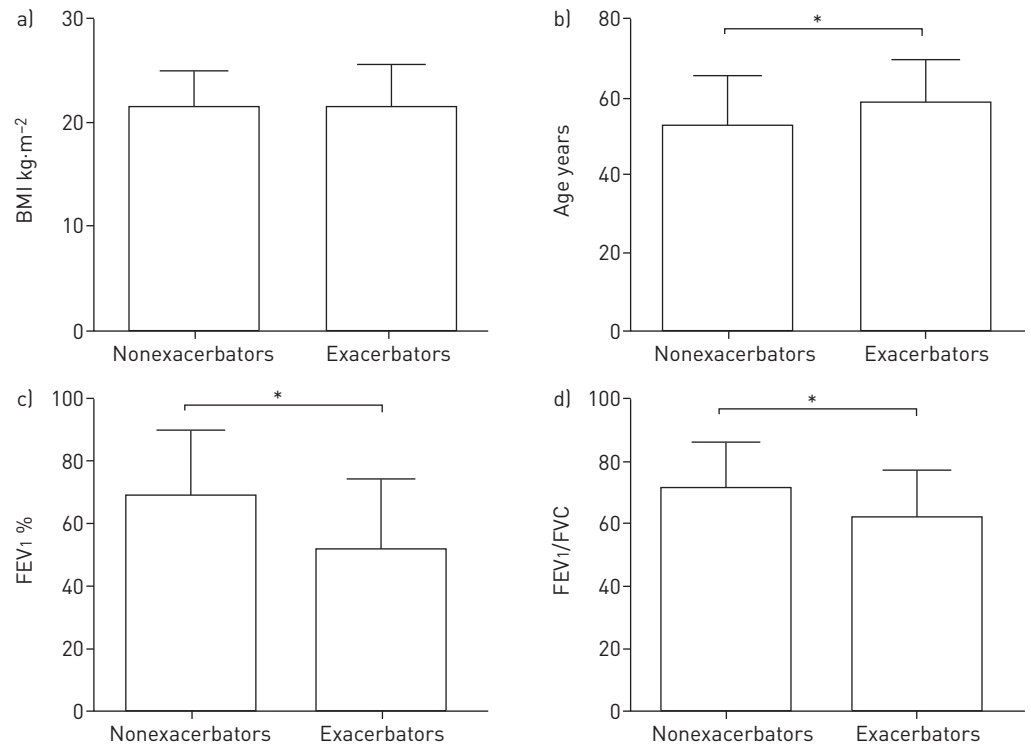 a)
30
20
10
0
BMI kg·m⁻²
Nonexacerbators
Exacerbators
b)
80
60
40
60
0
Age years
*
Nonexacerbators
Exacerbators
c)
100
80
60
40
20
0
FEV1 %
*
Nonexacerbators
Exacerbators
d)
100
80
60
40
20
0
FEV1/FVC
*
Nonexacerbators
Exacerbators